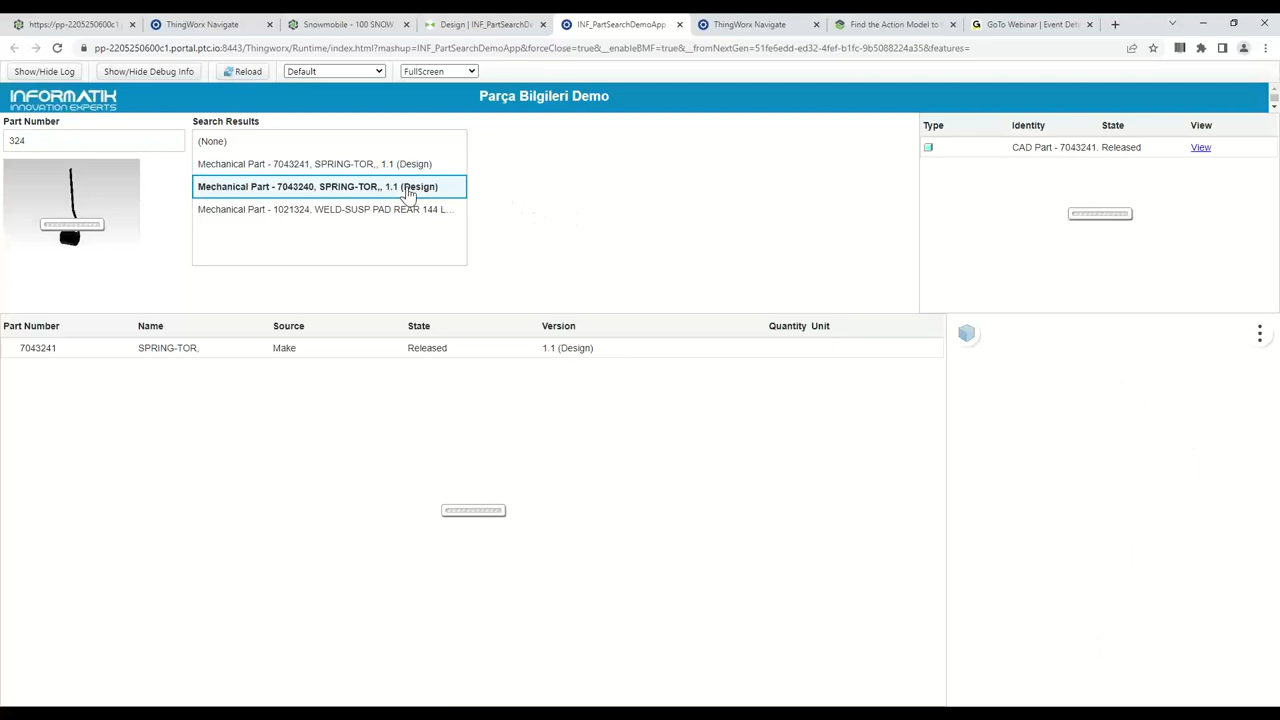 https://pp-2205250600c1
ThingWorx Navigate
Snowmobile - 100 SNOW
Design | INF_PartSearchD
INF_PartSearchDemoApp
ThingWorx Navigate
Find the Action Model to
GoTo Webinar | Event Det
pp-2205250600c1.portal.ptc.io:8443/Thingworx/Runtime/index.html?mashup=INF_PartSearchDemoApp&forceClose=true&__enableBMF=true&__fromNextGen=51fe6edd-ed32-4fef-b1fc-9b5088224a35&features=
Show/Hide Log
Show/Hide Debug Info
Reload
Default
FullScreen
INFORMATIK
INNOVATION EXPERTS
Parça Bilgileri Demo
Part Number
324
Search Results
(None)
Mechanical Part - 7043241, SPRING-TOR,, 1.1 (Design)
Mechanical Part - 7043240, SPRING-TOR,, 1.1 (Design)
Mechanical Part - 1021324, WELD-SUSP PAD REAR 144 L...
Type Identity State View
CAD Part - 7043241. Released View
Part Number Name Source State Version Quantity Unit
7043241 SPRING-TOR, Make Released 1.1 (Design)